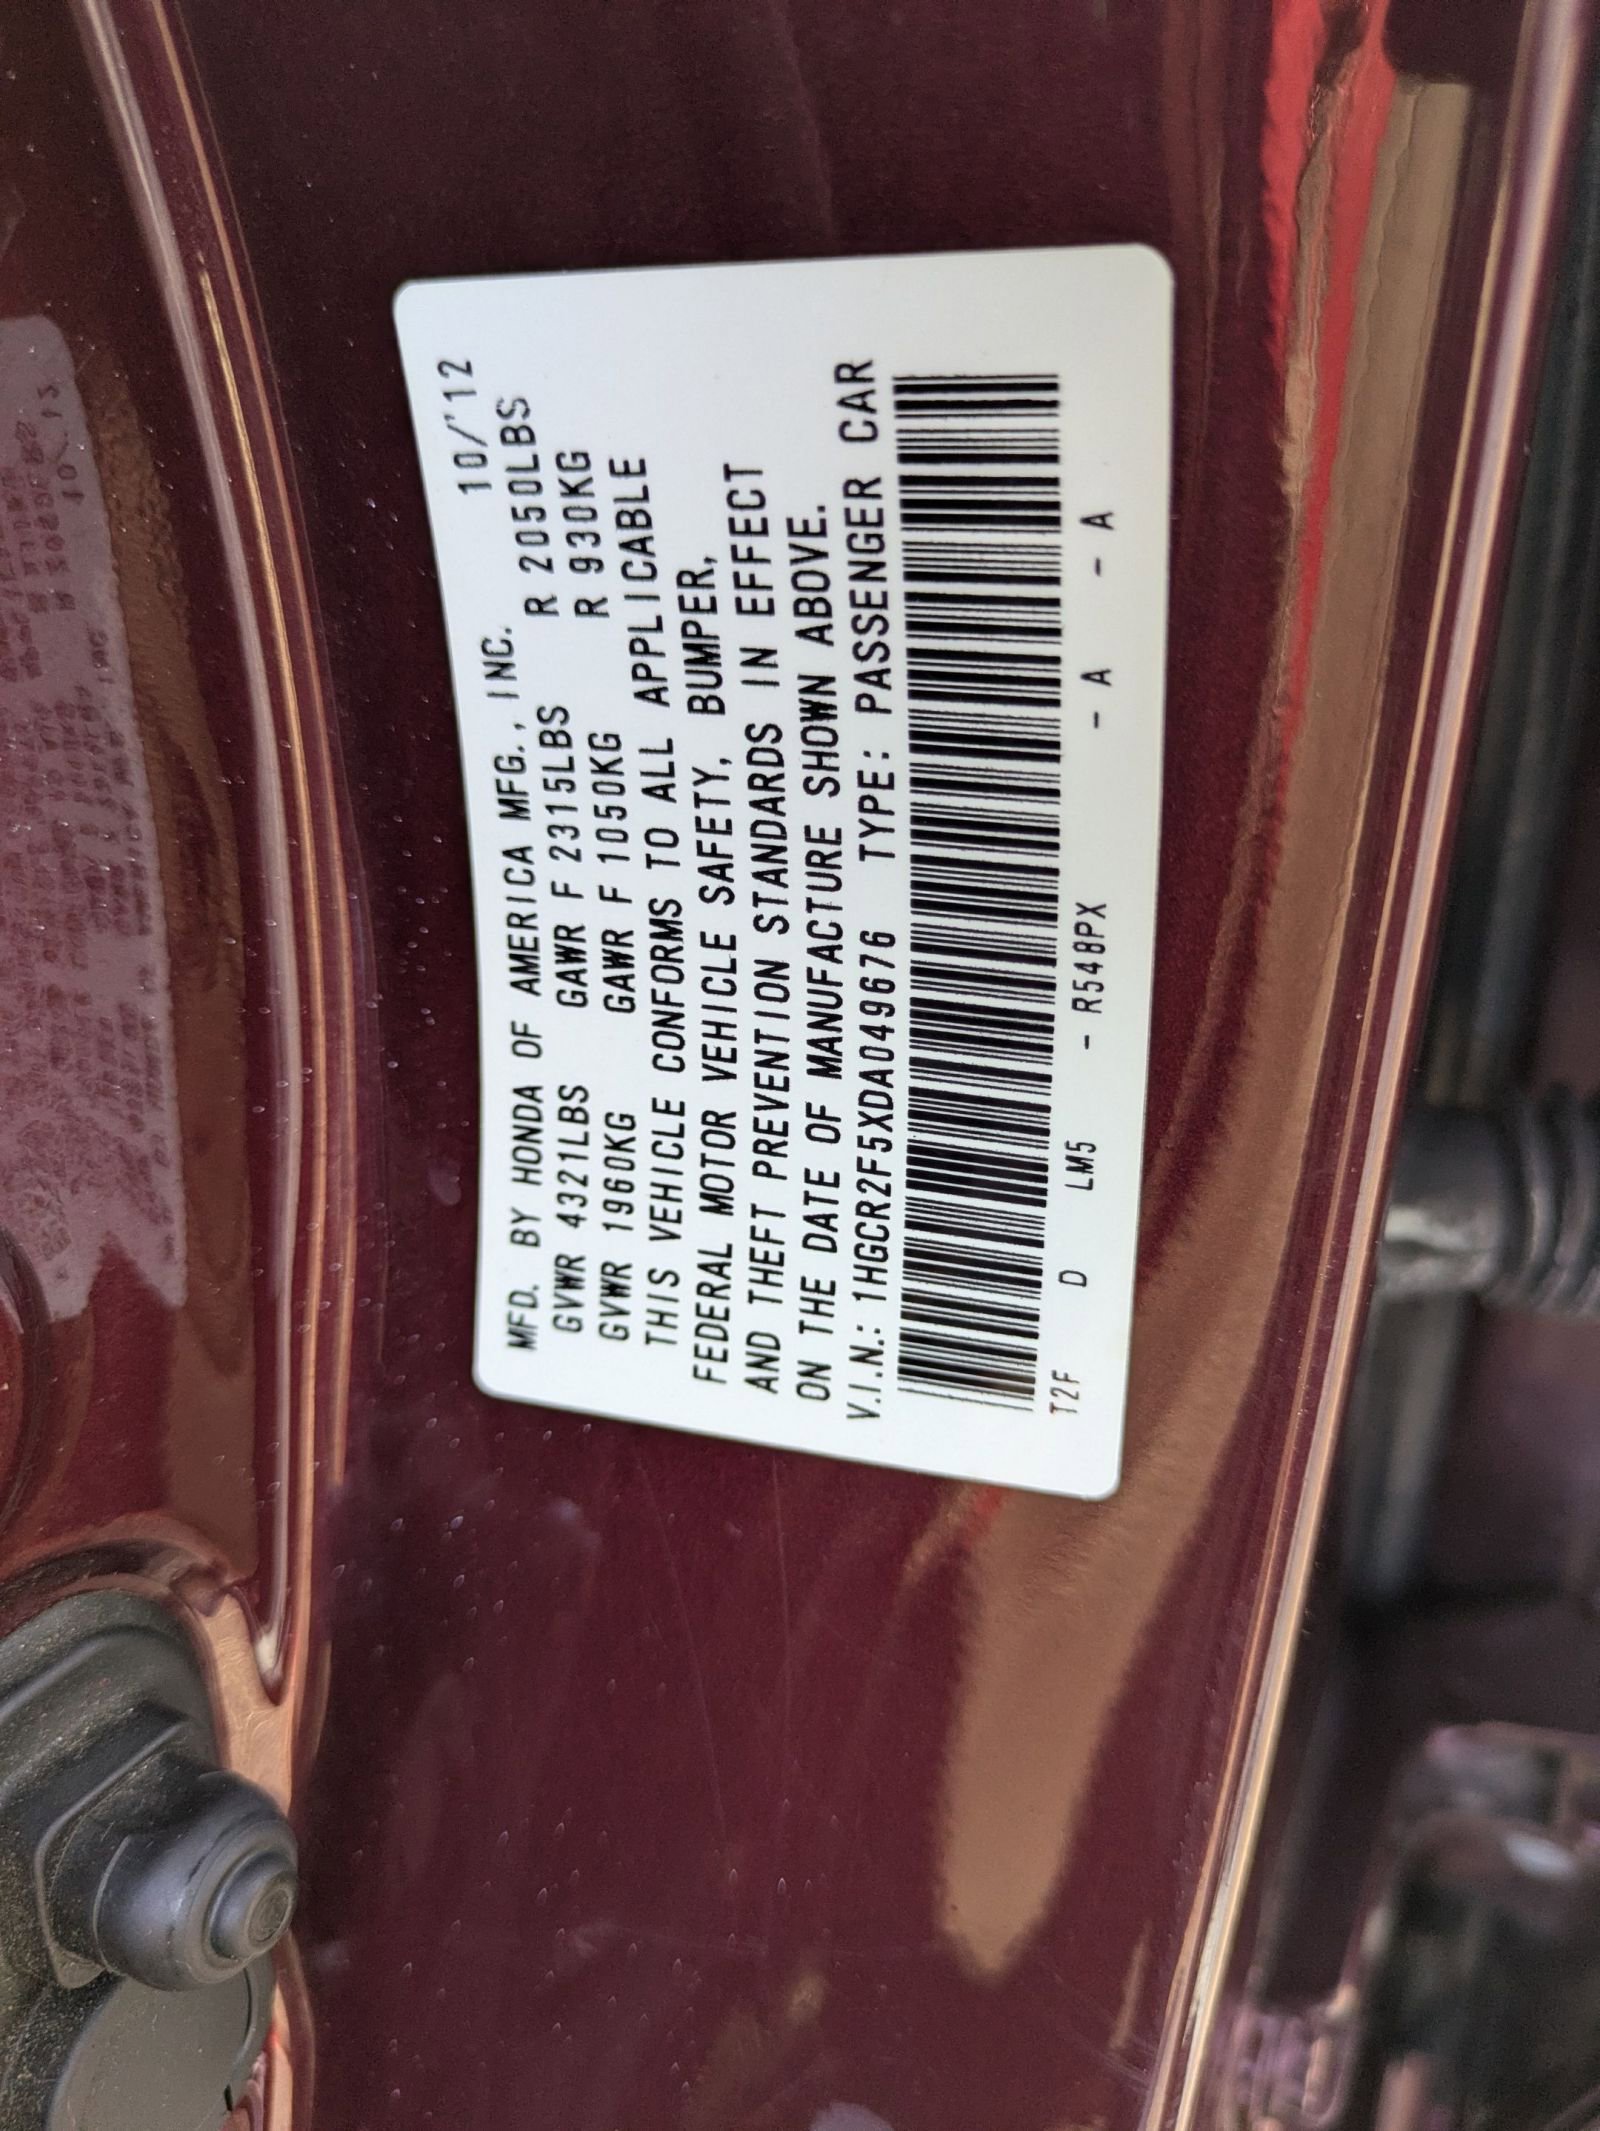 MFD. BY HONDA OF AMERICA MFG., INC. 10/'12
GVWR 4321LBS GAWR F 2315LBS R 2050LBS
GVWR 1960KG GAWR F 1050KG R 930KG
THIS VEHICLE CONFORMS TO ALL APPLICABLE
FEDERAL MOTOR VEHICLE SAFETY, BUMPER,
AND THEFT PREVENTION STANDARDS IN EFFECT
ON THE DATE OF MANUFACTURE SHOWN ABOVE.
V.I.N.: 1HGCR2F5XDA049676 TYPE: PASSENGER CAR
T2F D LM5 - R548PX - A - A